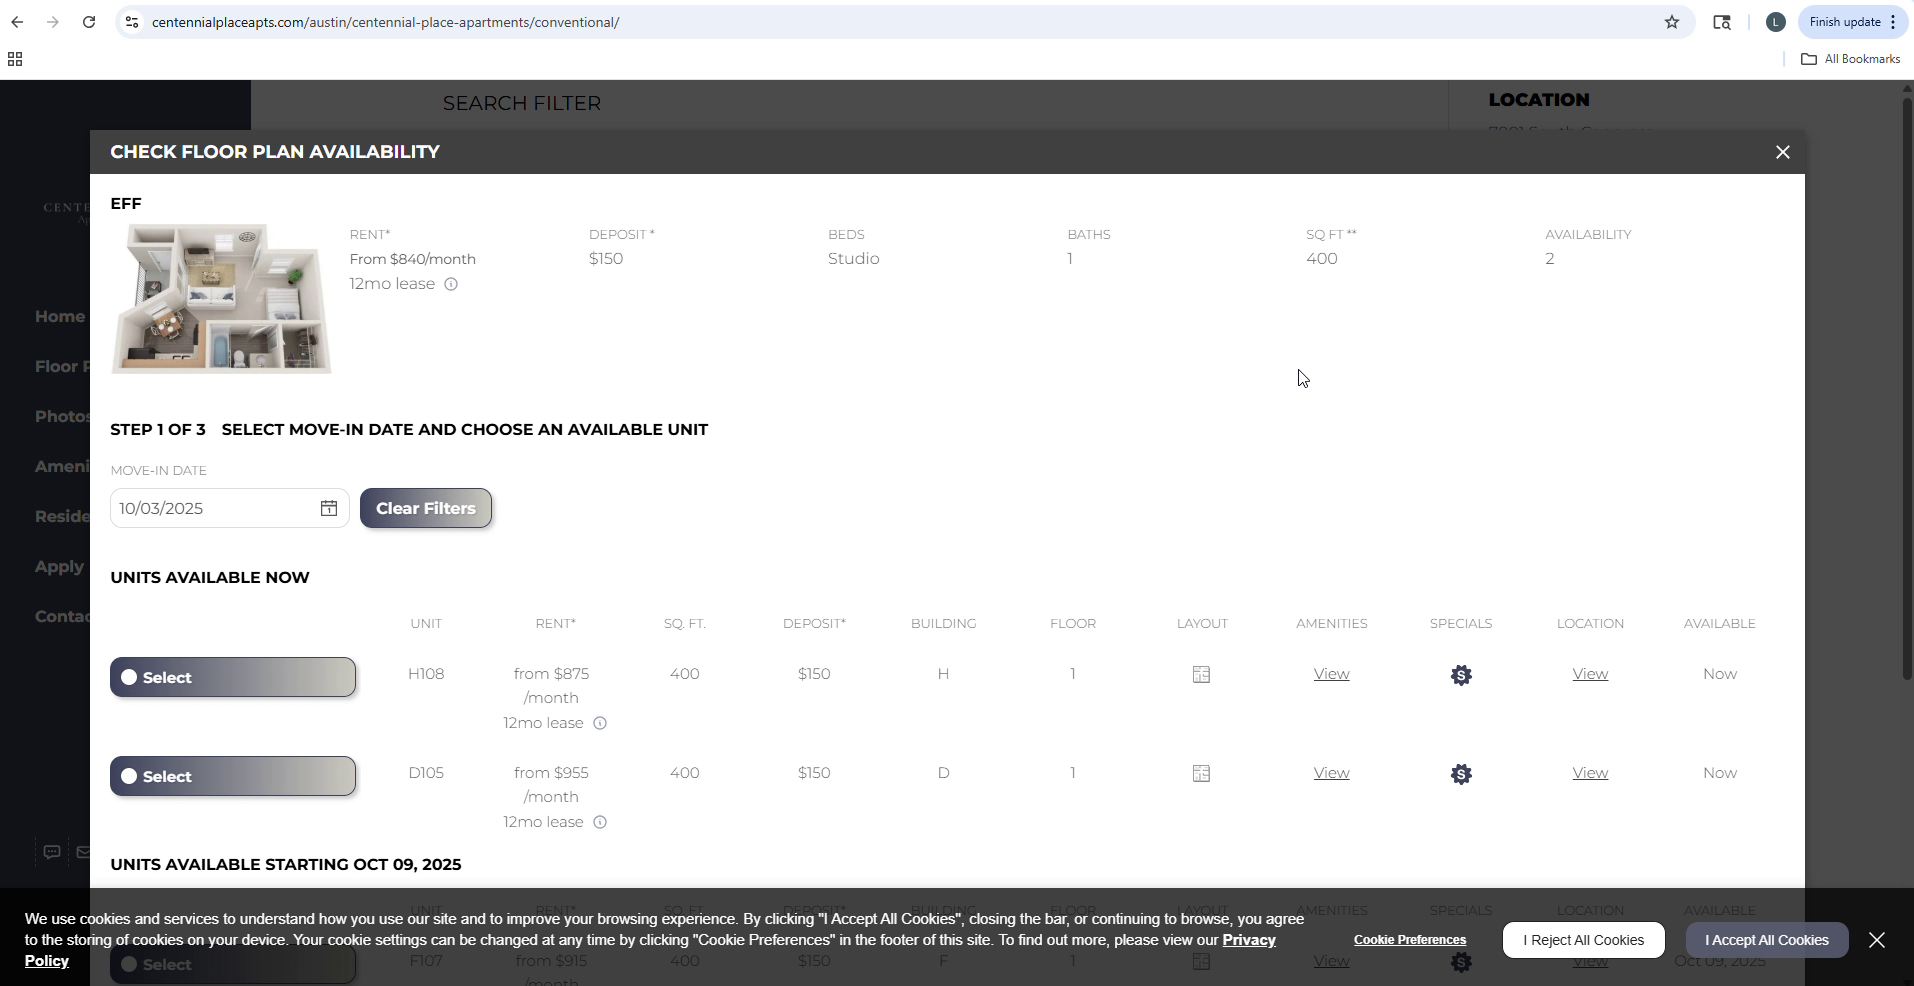 centennialplaceapts.com/austin/centennial-place-apartments/conventional/
L
Finish update
All Bookmarks
SEARCH FILTER
LOCATION
CHECK FLOOR PLAN AVAILABILITY
EFF
RENT* DEPOSIT * BEDS BATHS SQ FT ** AVAILABILITY
From $840/month $150 Studio 1 400 2
12mo lease
Home
Floor P
Photos
Ameni
Reside
Apply
Contac
STEP 1 OF 3 SELECT MOVE-IN DATE AND CHOOSE AN AVAILABLE UNIT
MOVE-IN DATE
10/03/2025 Clear Filters
UNITS AVAILABLE NOW
UNIT RENT* SQ. FT. DEPOSIT* BUILDING FLOOR LAYOUT AMENITIES SPECIALS LOCATION AVAILABLE
Select H108 from $875 400 $150 H 1 View S View Now
/month
12mo lease
Select D105 from $955 400 $150 D 1 View S View Now
/month
12mo lease
UNITS AVAILABLE STARTING OCT 09, 2025
UNIT RENT* SQ. FT. DEPOSIT* BUILDING FLOOR LAYOUT AMENITIES SPECIALS LOCATION AVAILABLE
We use cookies and services to understand how you use our site and to improve your browsing experience. By clicking "I Accept All Cookies", closing the bar, or continuing to browse, you agree
to the storing of cookies on your device. Your cookie settings can be changed at any time by clicking "Cookie Preferences" in the footer of this site. To find out more, please view our Privacy
Policy
Cookie Preferences I Reject All Cookies I Accept All Cookies
Select F107 from $915 400 $150 F 1 View S View Oct 09, 2025
/month